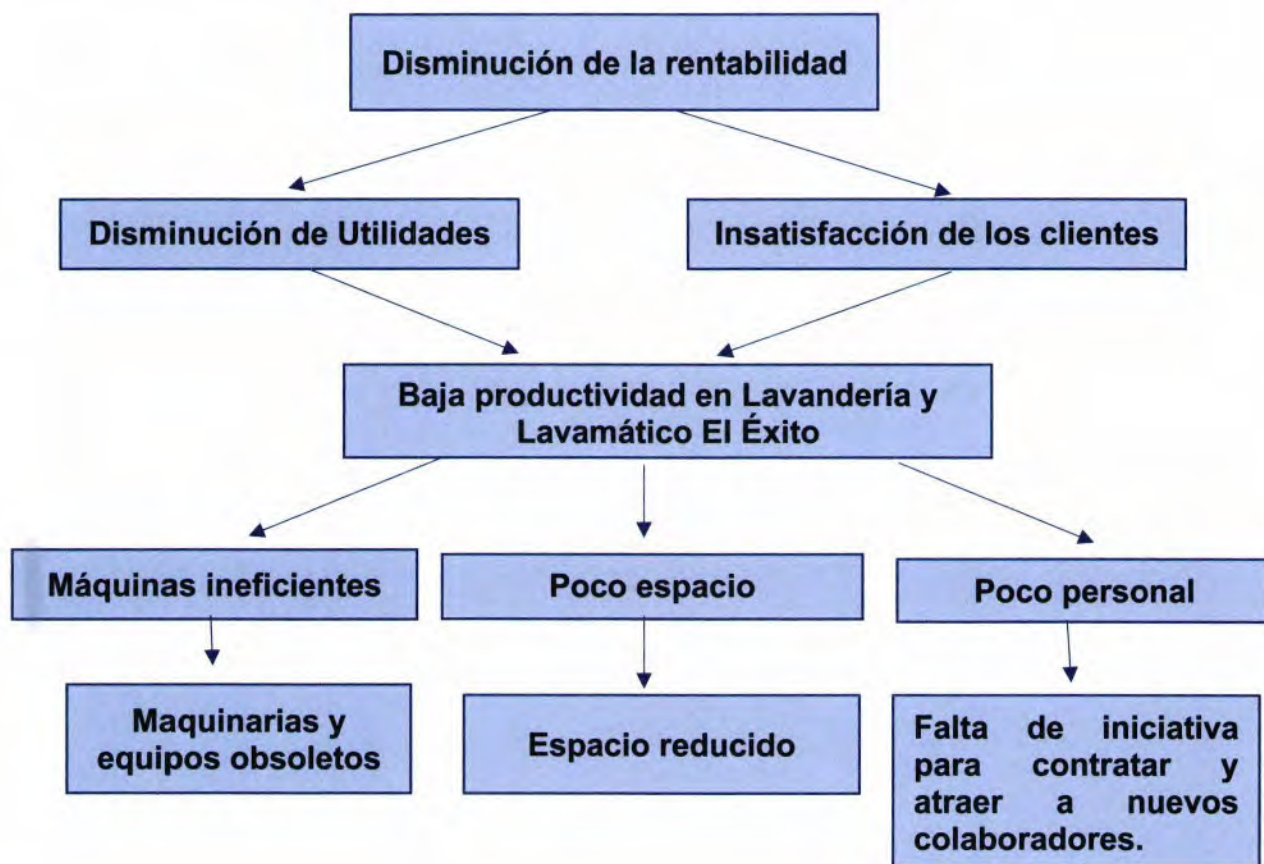 Disminución de la rentabilidad
Disminución de Utilidades
Insatisfacción de los clientes
Baja productividad en Lavandería y
Lavamático El Éxito
Máquinas ineficientes
Poco espacio
Poco personal
Maquinarias y
equipos obsoletos
Espacio reducido
Falta de iniciativa
para contratar y
atraer a nuevos
colaboradores.